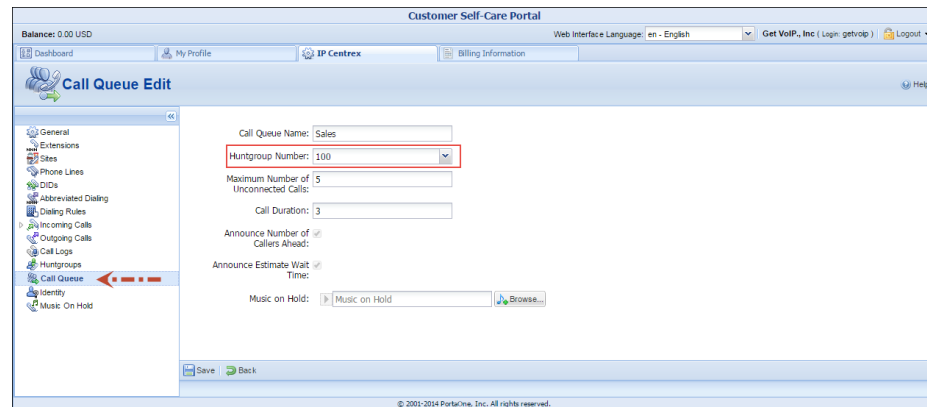 Customer Self-Care Portal
Balance: 0.00 USD
Web Interface Language: en - English
Get VoIP., Inc ( Login: getvoip )
Logout
Dashboard
My Profile
IP Centrex
Billing Information
Call Queue Edit
Help
General
Extensions
Sites
Phone Lines
DIDs
Abbreviated Dialing
Dialing Rules
Incoming Calls
Outgoing Calls
Call Logs
Huntgroups
Call Queue
Identity
Music On Hold
Call Queue Name: Sales
Huntgroup Number: 100
Maximum Number of
Unconnected Calls: 5
Call Duration: 3
Announce Number of
Callers Ahead:
Announce Estimate Wait
Time:
Music on Hold: Music on Hold Browse...
Save Back
© 2001-2014 PortaOne, Inc. All rights reserved.